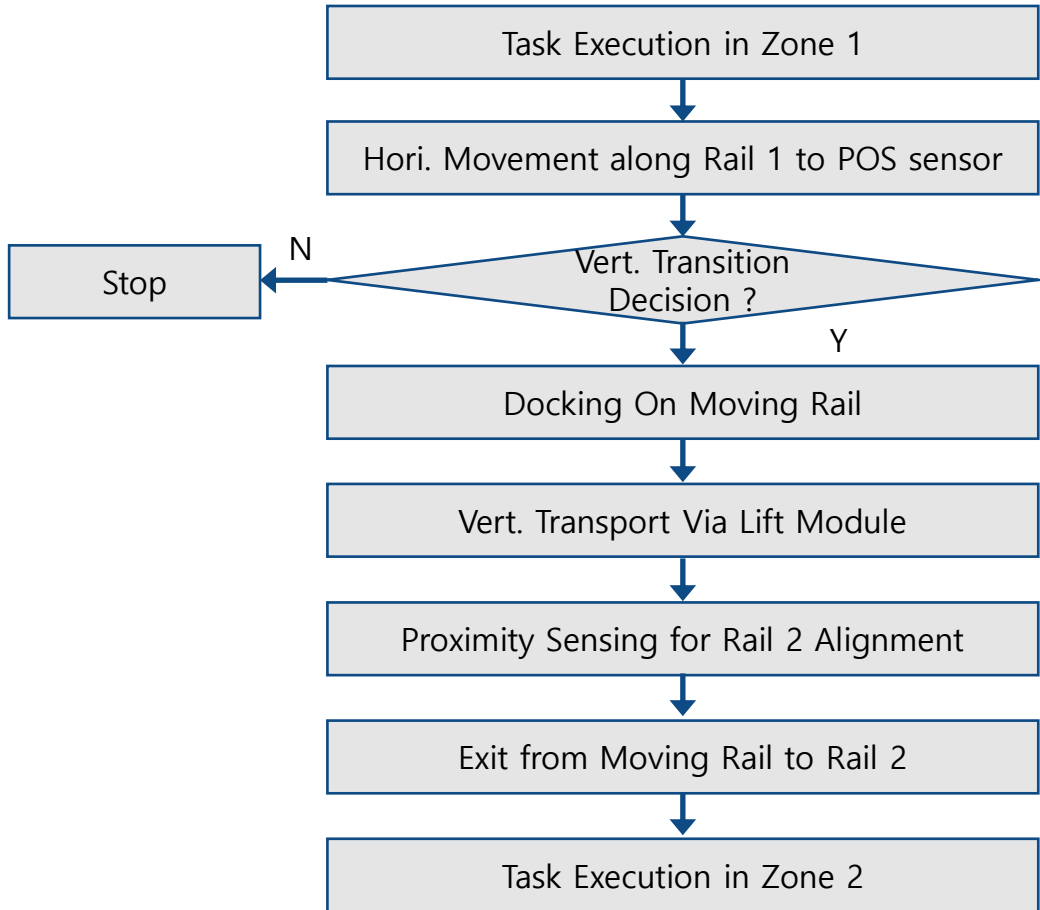 Task Execution in Zone 1
Hori. Movement along Rail 1 to POS sensor
N
Stop
Vert. Transition
Decision ?
Y
Docking On Moving Rail
Vert. Transport Via Lift Module
Proximity Sensing for Rail 2 Alignment
Exit from Moving Rail to Rail 2
Task Execution in Zone 2